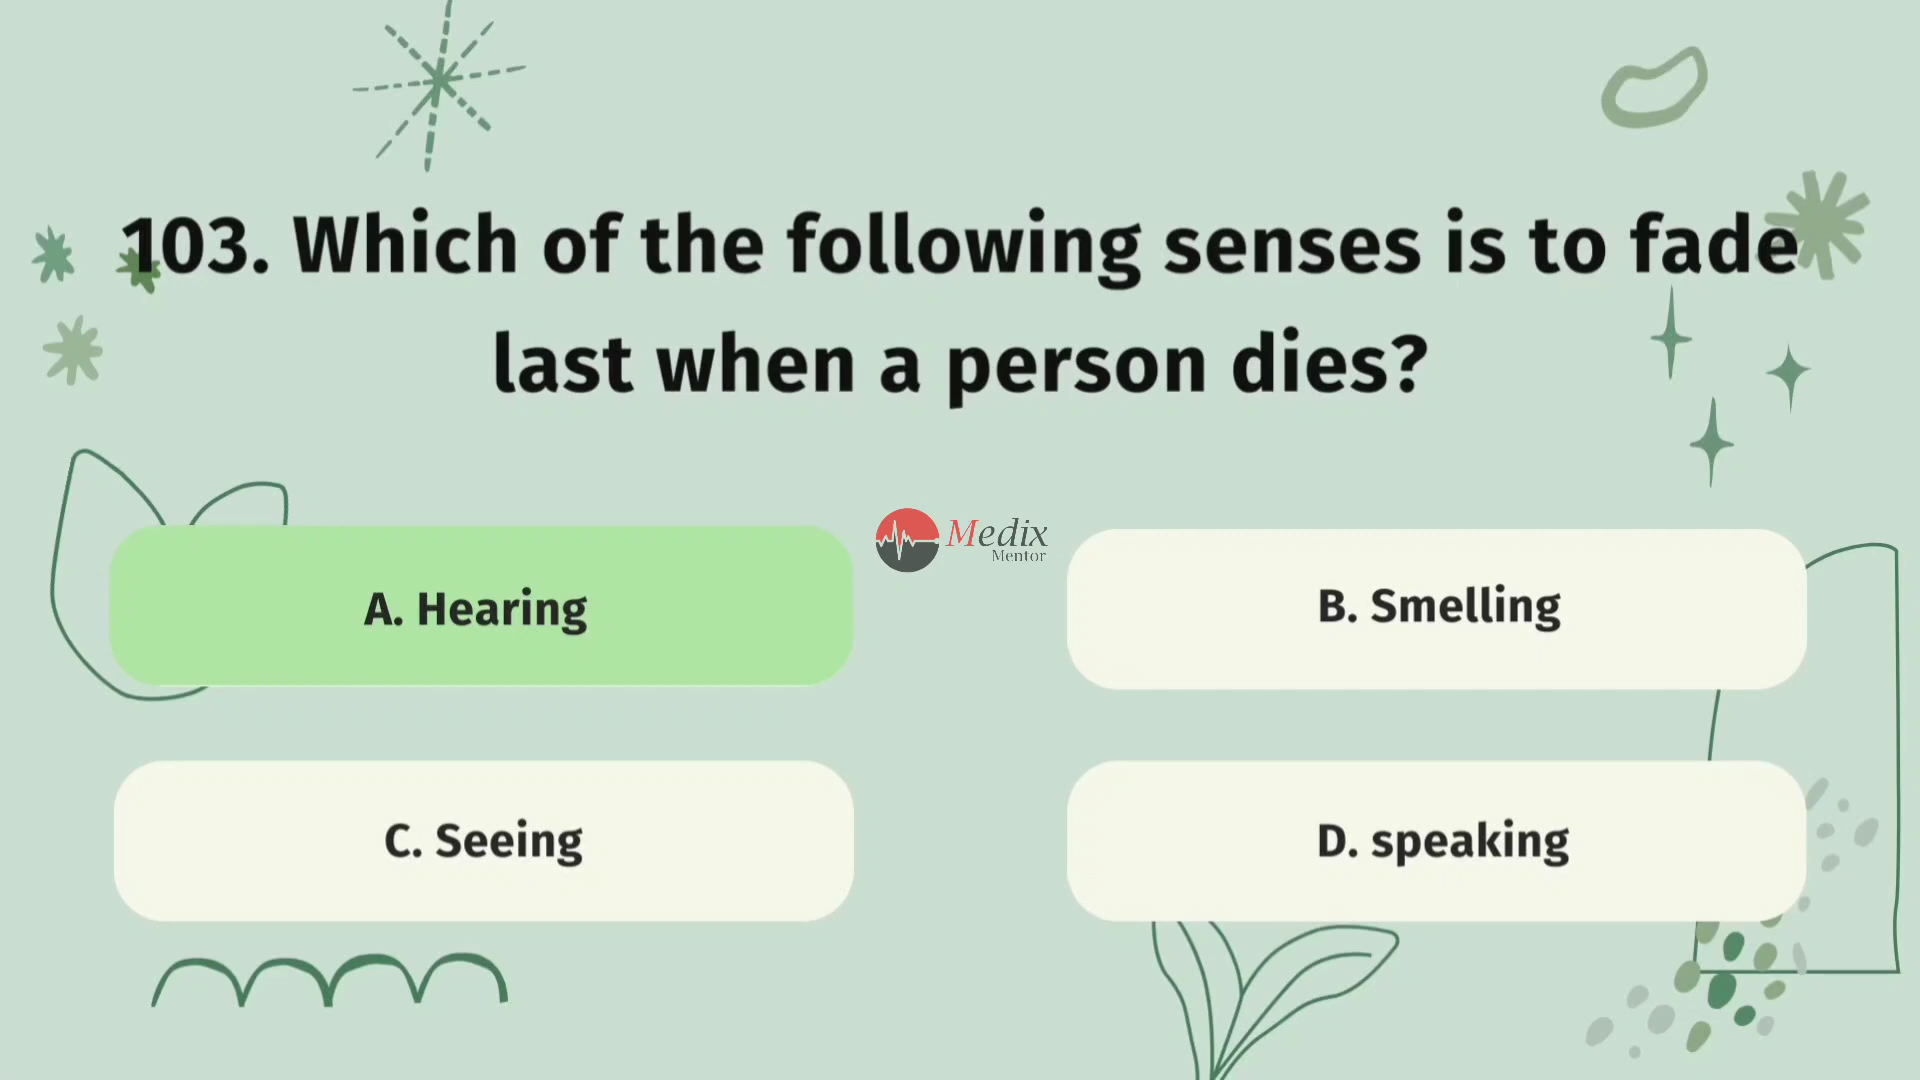 103. Which of the following senses is to fade
last when a person dies?
Medix
Mentor
A. Hearing
B. Smelling
C. Seeing
D. speaking